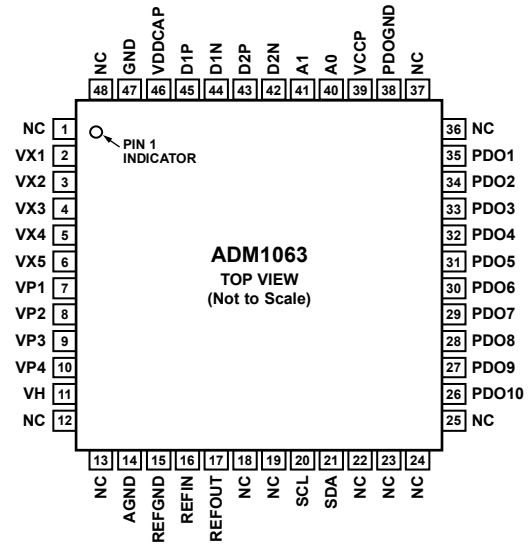 NC
GND
VDDCAP
D1P
D1N
D2P
D2N
A1
A0
VCCP
PDOGND
NC
48 47 46 45 44 43 42 41 40 39 38 37
NC 1
VX1 2
VX2 3
VX3 4
VX4 5
VX5 6
VP1 7
VP2 8
VP3 9
VP4 10
VH 11
NC 12
PIN 1
INDICATOR
ADM1063
TOP VIEW
(Not to Scale)
36 NC
35 PDO1
34 PDO2
33 PDO3
32 PDO4
31 PDO5
30 PDO6
29 PDO7
28 PDO8
27 PDO9
26 PDO10
25 NC
13 14 15 16 17 18 19 20 21 22 23 24
NC
AGND
REFGND
REFIN
REFOUT
NC
NC
SCL
SDA
NC
NC
NC